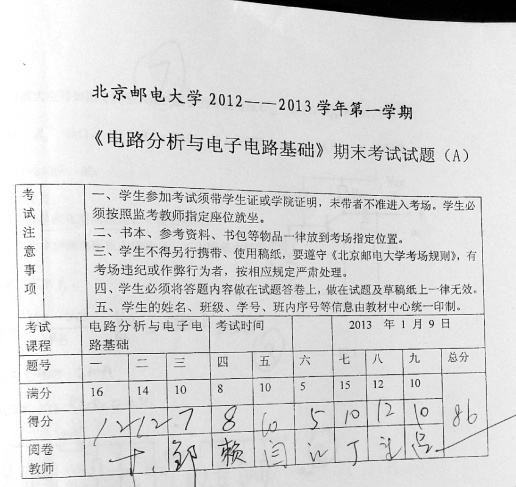 北京邮电大学 2012——2013 学年第一学期
《电路分析与电子电路基础》期末考试试题（A）
考试注意事项
一、学生参加考试须带学生证或学院证明，未带者不准进入考场。学生必
须按照监考教师指定座位就坐。
二、书本、参考资料、书包等物品一律放到考场指定位置。
三、学生不得另行携带、使用稿纸，要遵守《北京邮电大学考场规则》，有
考场违纪或作弊行为者，按相应规定严肃处理。
四、学生必须将答题内容做在试题答卷上，做在试题及草稿纸上一律无效。
五、学生的姓名、班级、学号、班内序号等信息由教材中心统一印制。
考试课程 电路分析与电子电路基础 考试时间 2013 年 1 月 9 日
题号 一 二 三 四 五 六 七 八 九 总分
满分 16 14 10 8 10 5 15 12 10
得分 12 12 7 8 10 5 10 12 10 86
阅卷教师 赖 闫 江 丁